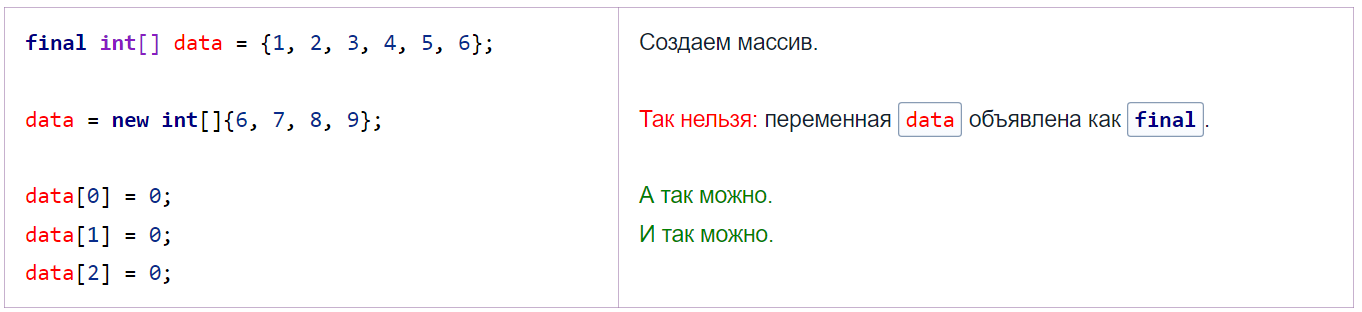 final int[] data = {1, 2, 3, 4, 5, 6}; Создаем массив.
data = new int[]{6, 7, 8, 9}; Так нельзя: переменная data объявлена как final.
data[0] = 0; А так можно.
data[1] = 0; И так можно.
data[2] = 0;